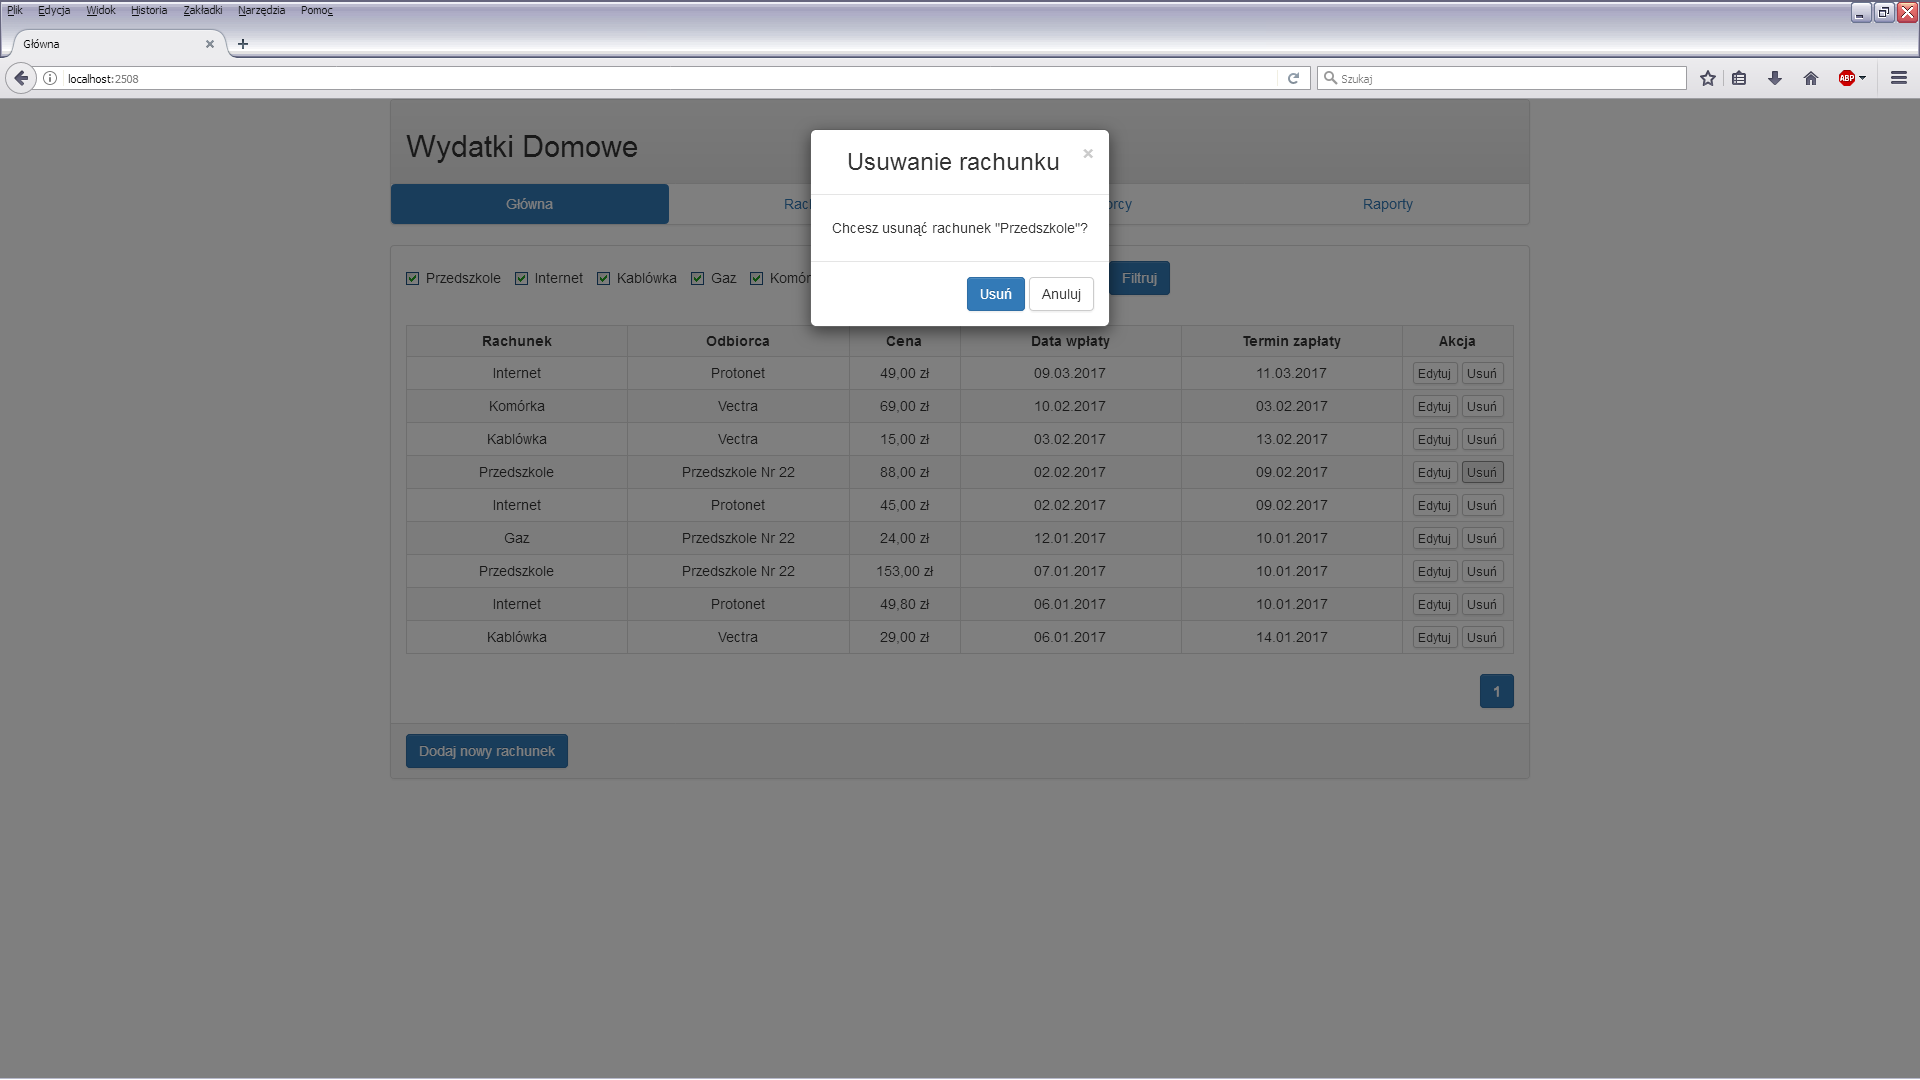 Plik Edycja Widok Historia Zakładki Narzędzia Pomoc
Główna
localhost:2508 Szukaj ABP
Wydatki Domowe
Usuwanie rachunku
Główna Raporty
Chcesz usunąć rachunek "Przedszkole"?
Przedszkole Internet Kablówka Gaz Filtruj
Usuń Anuluj
Rachunek Odbiorca Cena Data wpłaty Termin zapłaty Akcja
Internet Protonet 49,00 zł 09.03.2017 11.03.2017 Edytuj Usuń
Komórka Vectra 69,00 zł 10.02.2017 03.02.2017 Edytuj Usuń
Kablówka Vectra 15,00 zł 03.02.2017 13.02.2017 Edytuj Usuń
Przedszkole Przedszkole Nr 22 88,00 zł 02.02.2017 09.02.2017 Edytuj Usuń
Internet Protonet 45,00 zł 02.02.2017 09.02.2017 Edytuj Usuń
Gaz Przedszkole Nr 22 24,00 zł 12.01.2017 10.01.2017 Edytuj Usuń
Przedszkole Przedszkole Nr 22 153,00 zł 07.01.2017 10.01.2017 Edytuj Usuń
Internet Protonet 49,80 zł 06.01.2017 10.01.2017 Edytuj Usuń
Kablówka Vectra 29,00 zł 06.01.2017 14.01.2017 Edytuj Usuń
1
Dodaj nowy rachunek